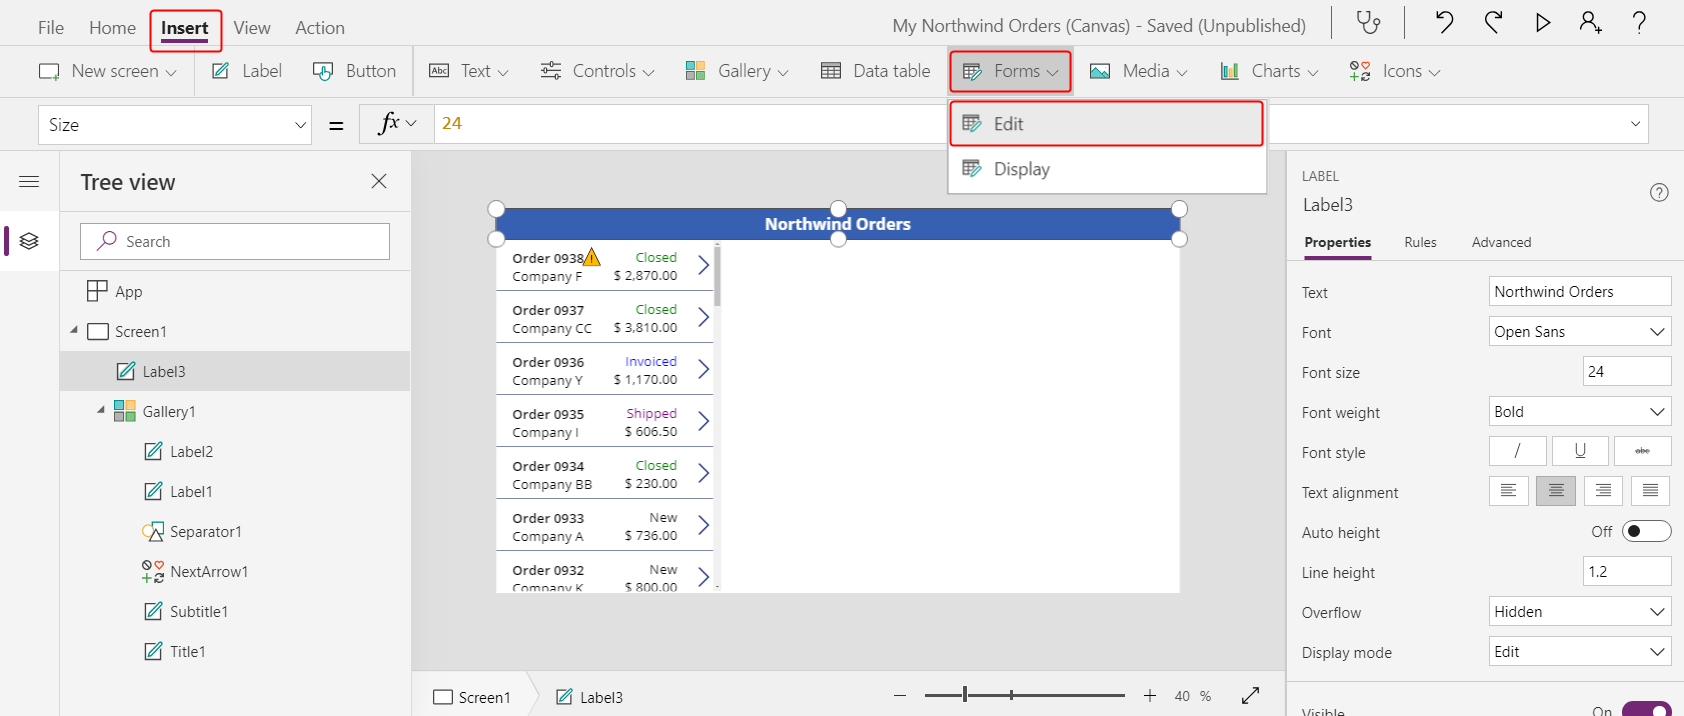 File Home Insert View Action
My Northwind Orders (Canvas) - Saved (Unpublished)
New screen Label Button Abc Text Controls Gallery Data table Forms Media Charts Icons
Size = fx 24
Edit
Display
Tree view
Search
App
Screen1
Label3
Gallery1
Label2
Label1
Separator1
NextArrow1
Subtitle1
Title1
Northwind Orders
Order 0938 Closed
Company F $ 2,870.00
Order 0937 Closed
Company CC $ 3,810.00
Order 0936 Invoiced
Company Y $ 1,170.00
Order 0935 Shipped
Company I $ 606.50
Order 0934 Closed
Company BB $ 230.00
Order 0933 New
Company A $ 736.00
Order 0932 New
Company K $ 800.00
Screen1 Label3 40 %
LABEL
Label3
Properties Rules Advanced
Text Northwind Orders
Font Open Sans
Font size 24
Font weight Bold
Font style / U abc
Text alignment
Auto height Off
Line height 1.2
Overflow Hidden
Display mode Edit
Visible On